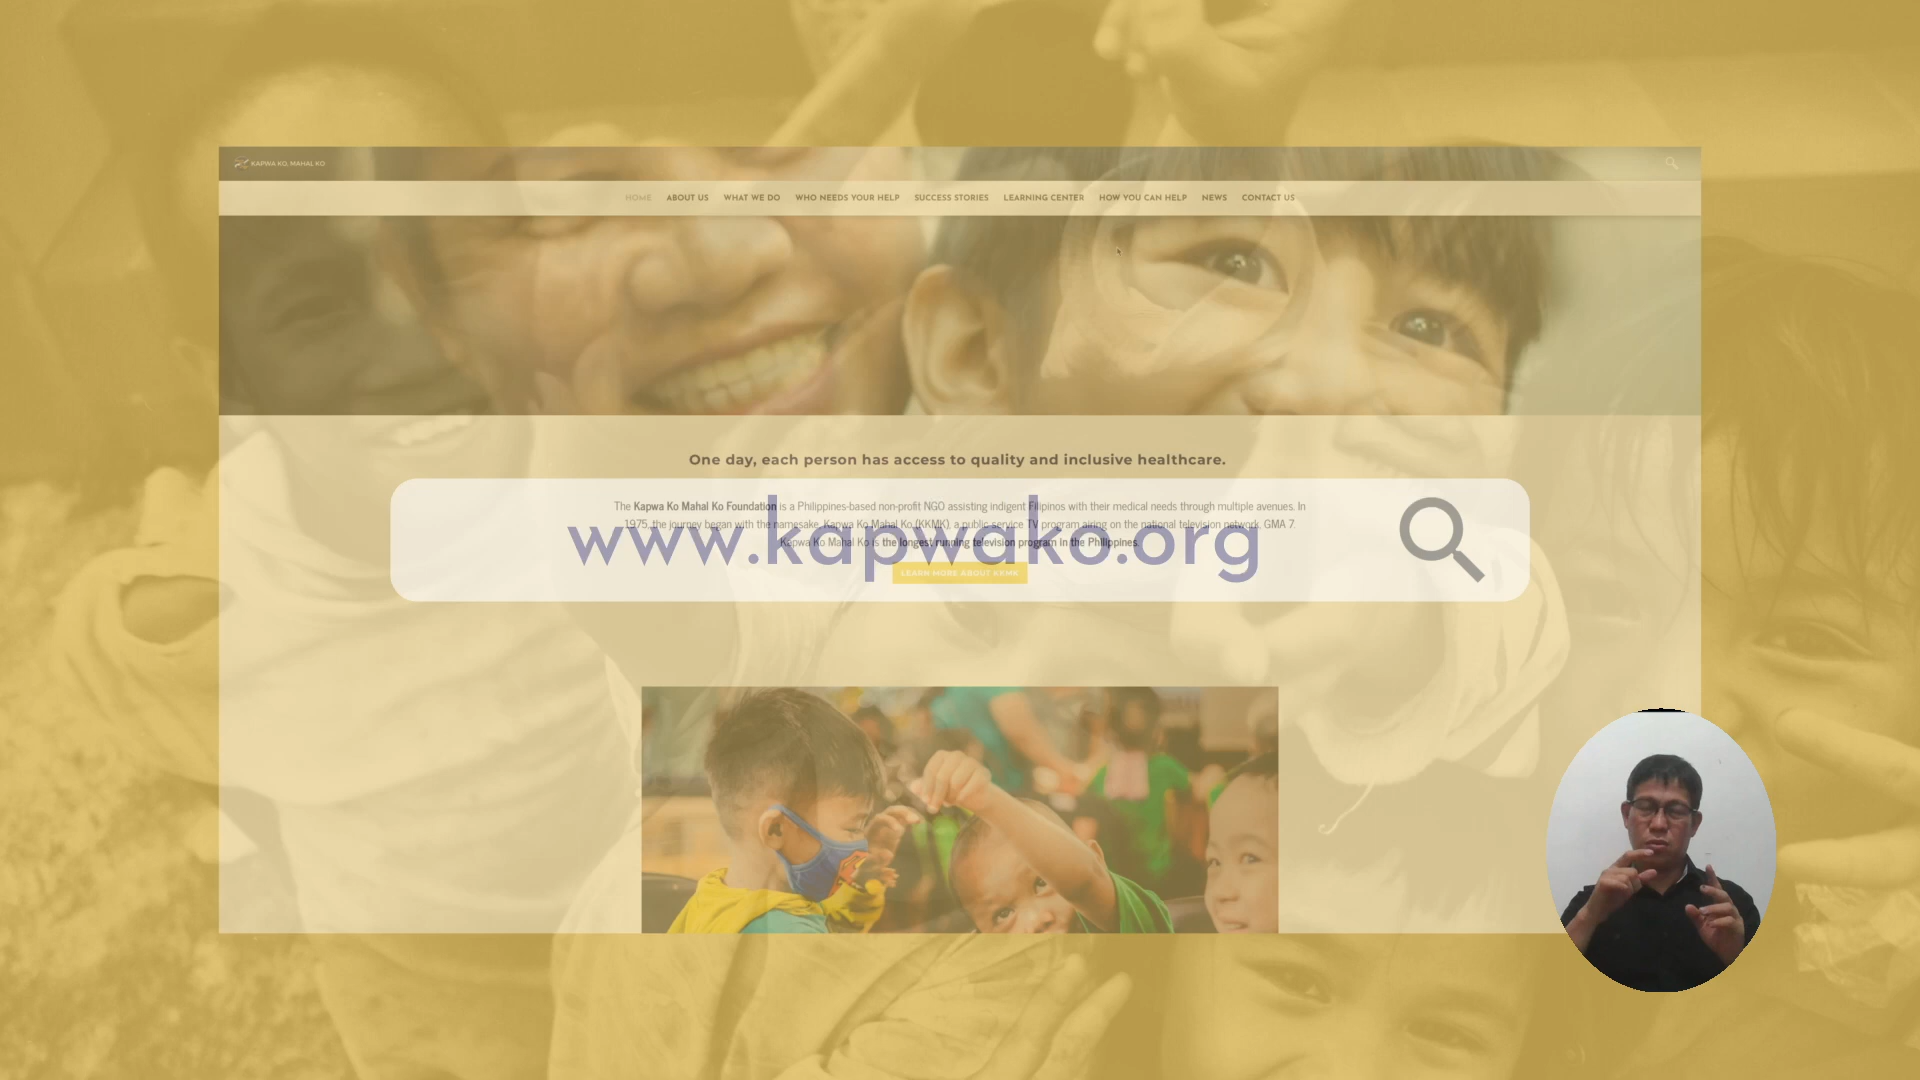 KAPWA KO, MAHAL KO
HOME ABOUT US WHAT WE DO WHO NEEDS YOUR HELP SUCCESS STORIES LEARNING CENTER HOW YOU CAN HELP NEWS CONTACT US
One day, each person has access to quality and inclusive healthcare.
The Kapwa Ko Mahal Ko Foundation is a Philippines-based non-profit NGO assisting indigent Filipinos with their medical needs through multiple avenues. In
1975, the journey began with the namesake, Kapwa Ko Mahal Ko (KKMK), a public service TV program airing on the national television network, GMA 7.
Kapwa Ko Mahal Ko is the longest running television program in the Philippines.
www.kapwako.org
LEARN MORE ABOUT KKMK